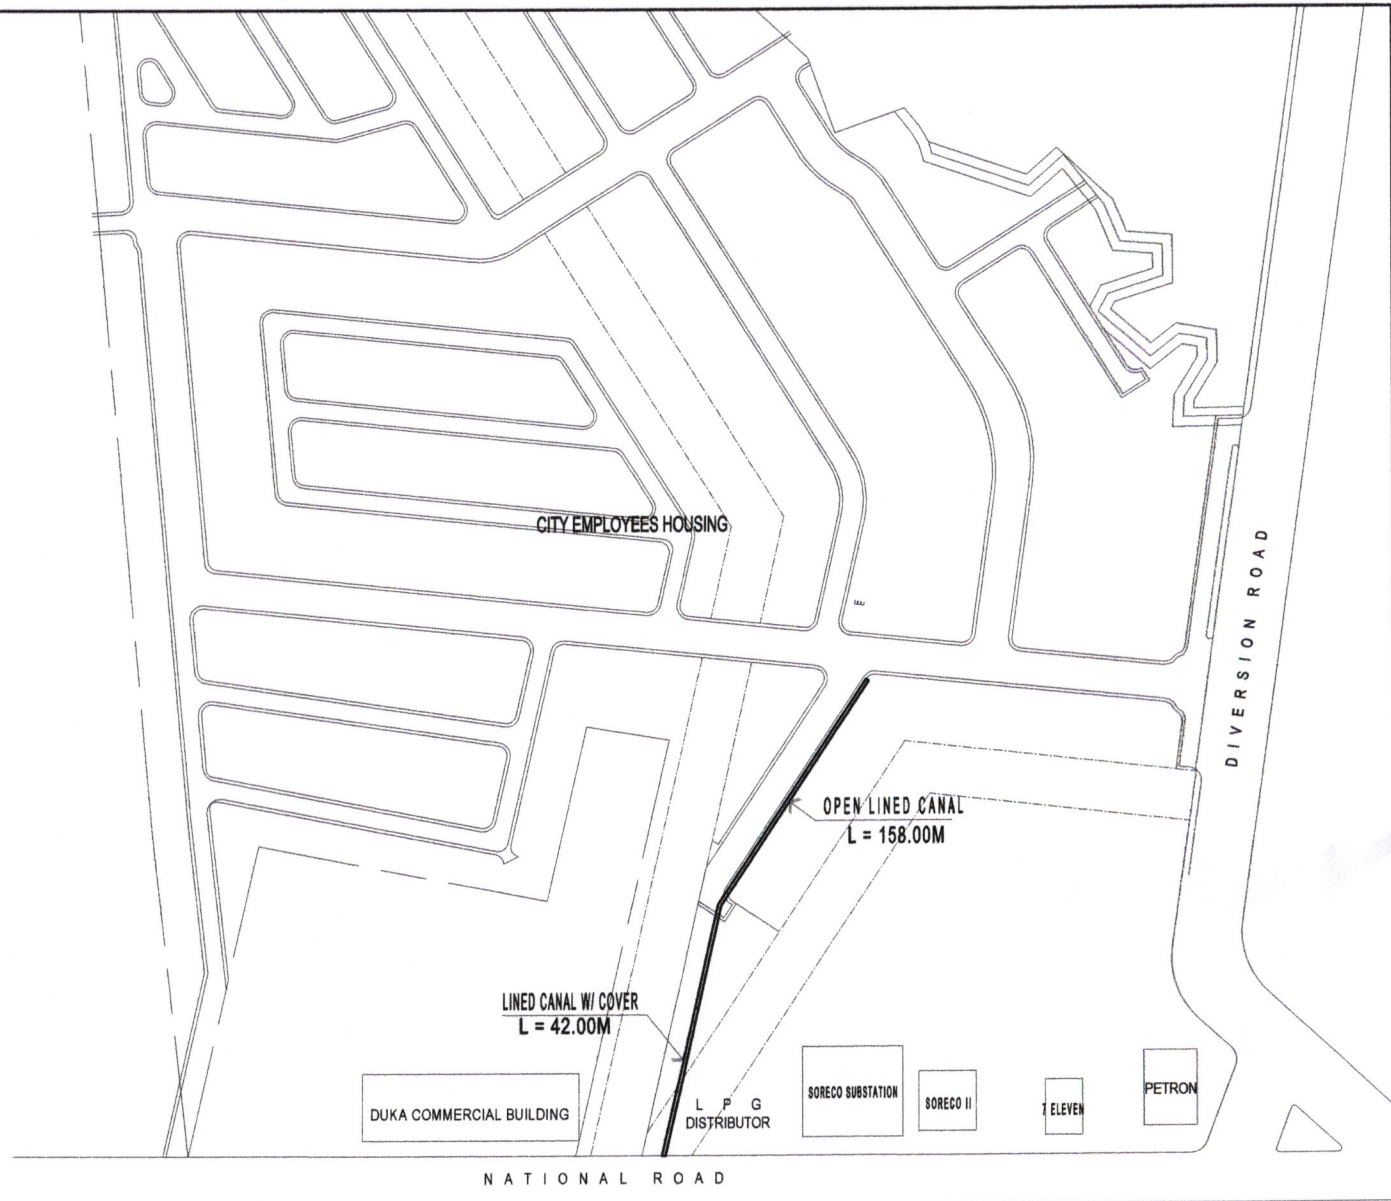 CITY EMPLOYEES HOUSING
DIVERSION ROAD
OPEN LINED CANAL
L = 158.00M
LINED CANAL W/ COVER
L = 42.00M
DUKA COMMERCIAL BUILDING
L P G
DISTRIBUTOR
SORECO SUBSTATION
SORECO II
7 ELEVEN
PETRON
NATIONAL ROAD